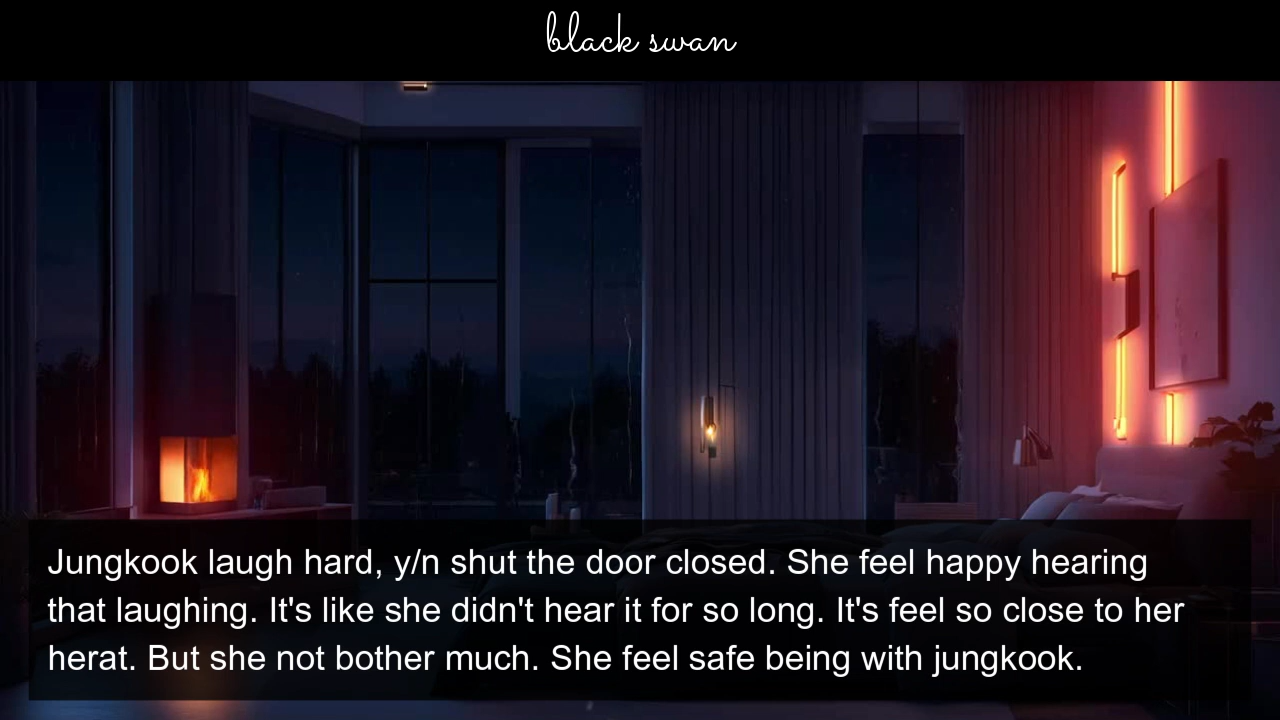 black swan
Jungkook laugh hard, y/n shut the door closed. She feel happy hearing
that laughing. It's like she didn't hear it for so long. It's feel so close to her
herat. But she not bother much. She feel safe being with jungkook.